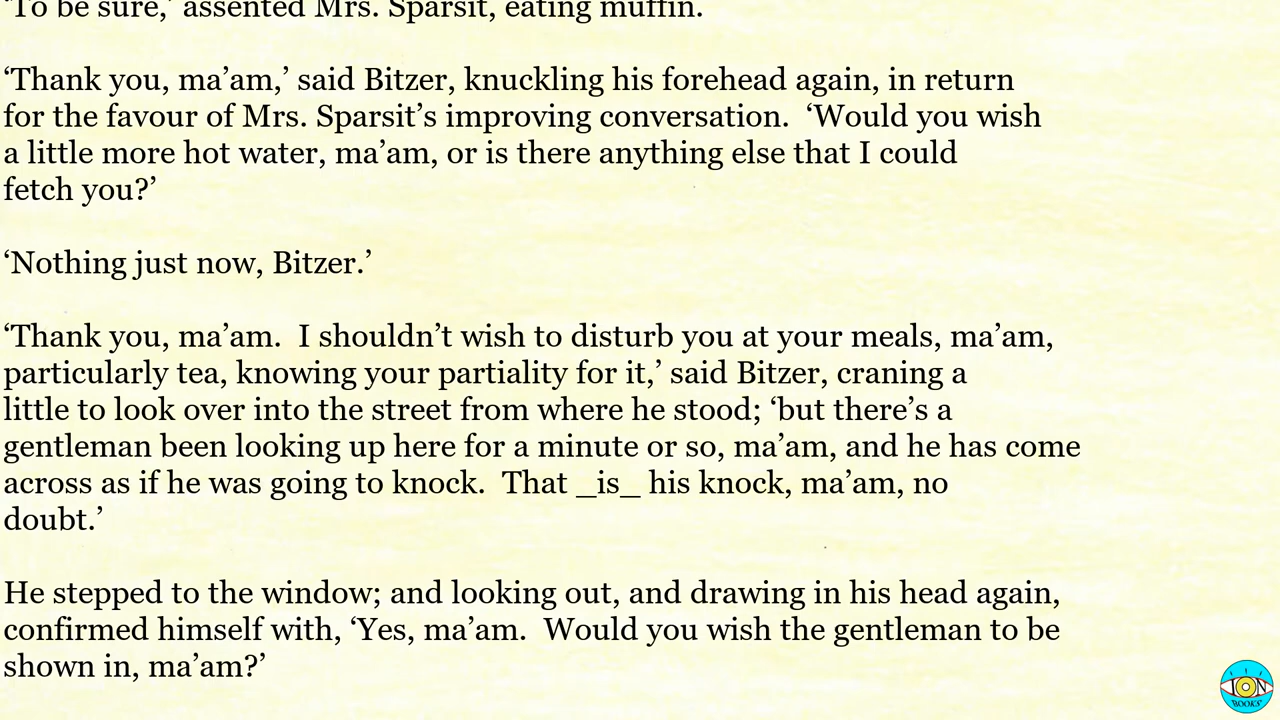 ‘To be sure,’ assented Mrs. Sparsit, eating muffin.
‘Thank you, ma’am,’ said Bitzer, knuckling his forehead again, in return
for the favour of Mrs. Sparsit’s improving conversation.  ‘Would you wish
a little more hot water, ma’am, or is there anything else that I could
fetch you?’
‘Nothing just now, Bitzer.’
‘Thank you, ma’am.  I shouldn’t wish to disturb you at your meals, ma’am,
particularly tea, knowing your partiality for it,’ said Bitzer, craning a
little to look over into the street from where he stood; ‘but there’s a
gentleman been looking up here for a minute or so, ma’am, and he has come
across as if he was going to knock.  That _is_ his knock, ma’am, no
doubt.’
He stepped to the window; and looking out, and drawing in his head again,
confirmed himself with, ‘Yes, ma’am.  Would you wish the gentleman to be
shown in, ma’am?’
ION
BOOKS